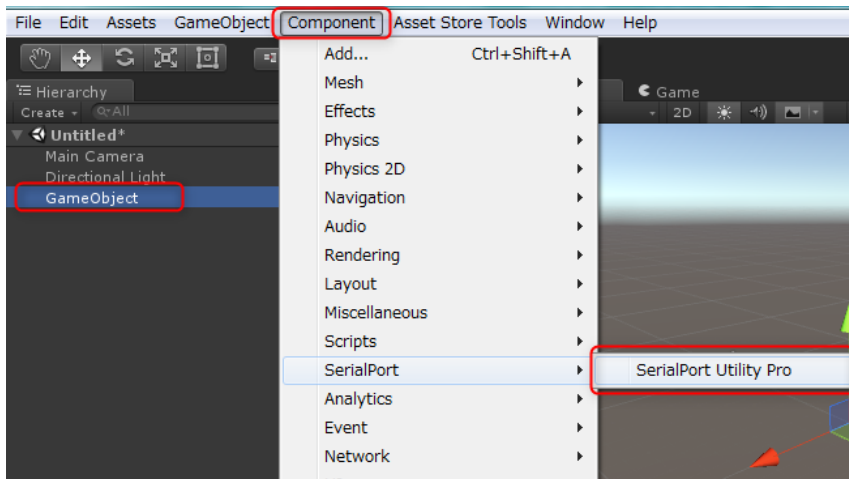 File Edit Assets GameObject Component Asset Store Tools Window Help
Add... Ctrl+Shift+A
Mesh
Hierarchy
Game
Create All
2D
Effects
Untitled*
Physics
Main Camera
Physics 2D
Directional Light
GameObject
Navigation
Audio
Rendering
Layout
Miscellaneous
Scripts
SerialPort
SerialPort Utility Pro
Analytics
Event
Network